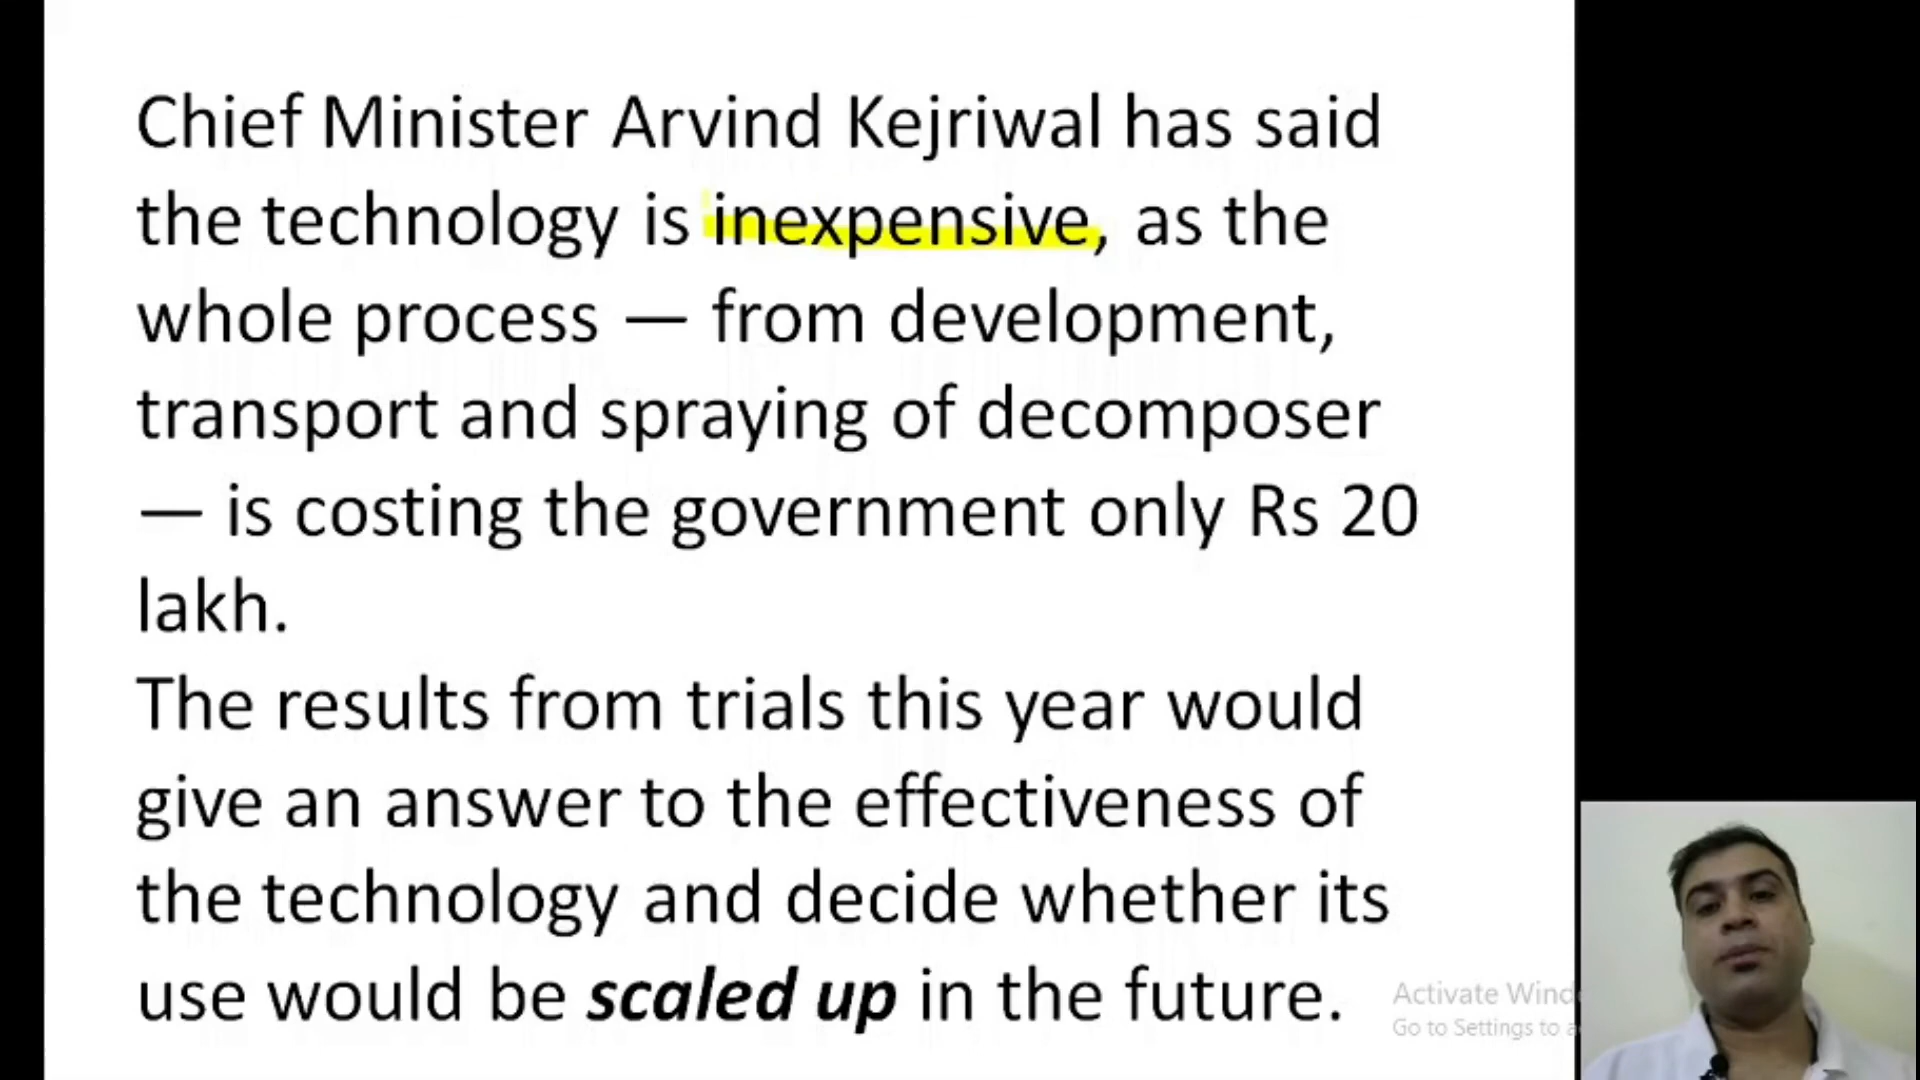 Chief Minister Arvind Kejriwal has said
the technology is inexpensive, as the
whole process — from development,
transport and spraying of decomposer
— is costing the government only Rs 20
lakh.
The results from trials this year would
give an answer to the effectiveness of
the technology and decide whether its
use would be scaled up in the future.
Activate Wind
Go to Settings to a